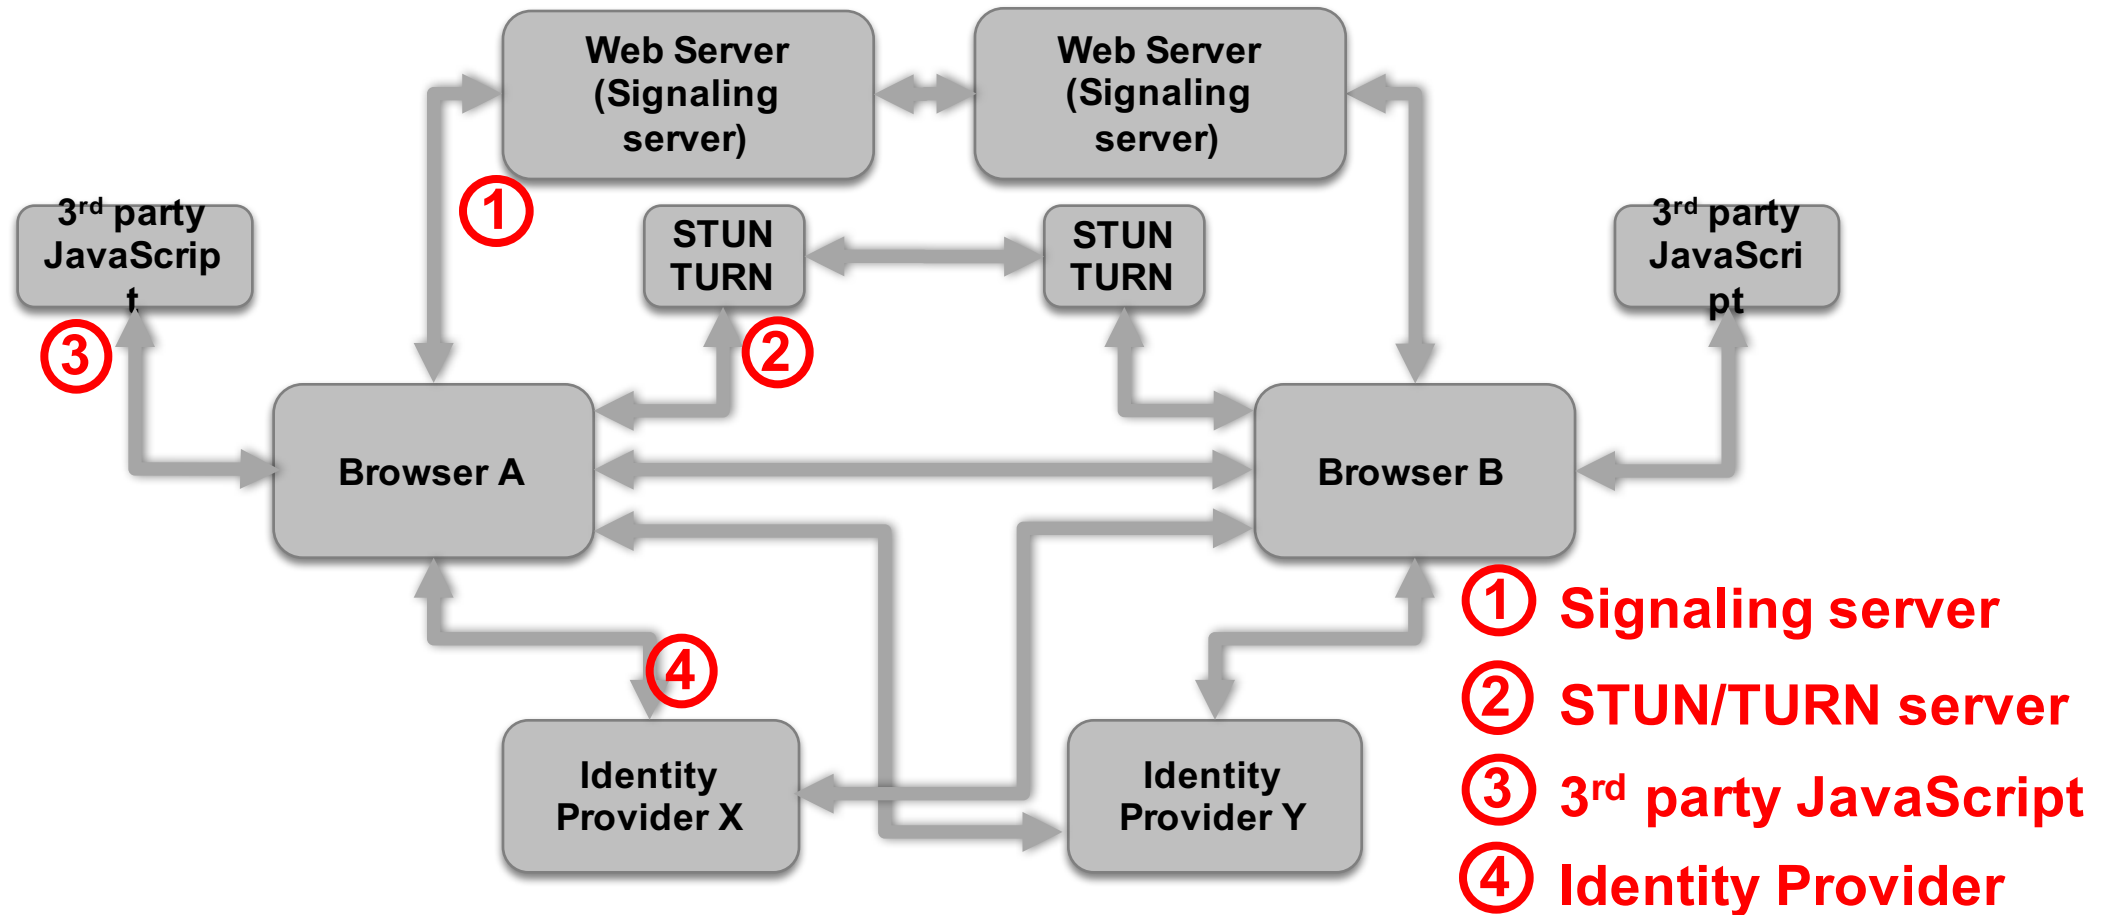 Web Server
(Signaling
server)
Web Server
(Signaling
server)
1
3rd party
JavaScrip
t
STUN
TURN
STUN
TURN
3rd party
JavaScri
pt
3
2
Browser A
Browser B
4
Identity
Provider X
Identity
Provider Y
1 Signaling server
2 STUN/TURN server
3 3rd party JavaScript
4 Identity Provider